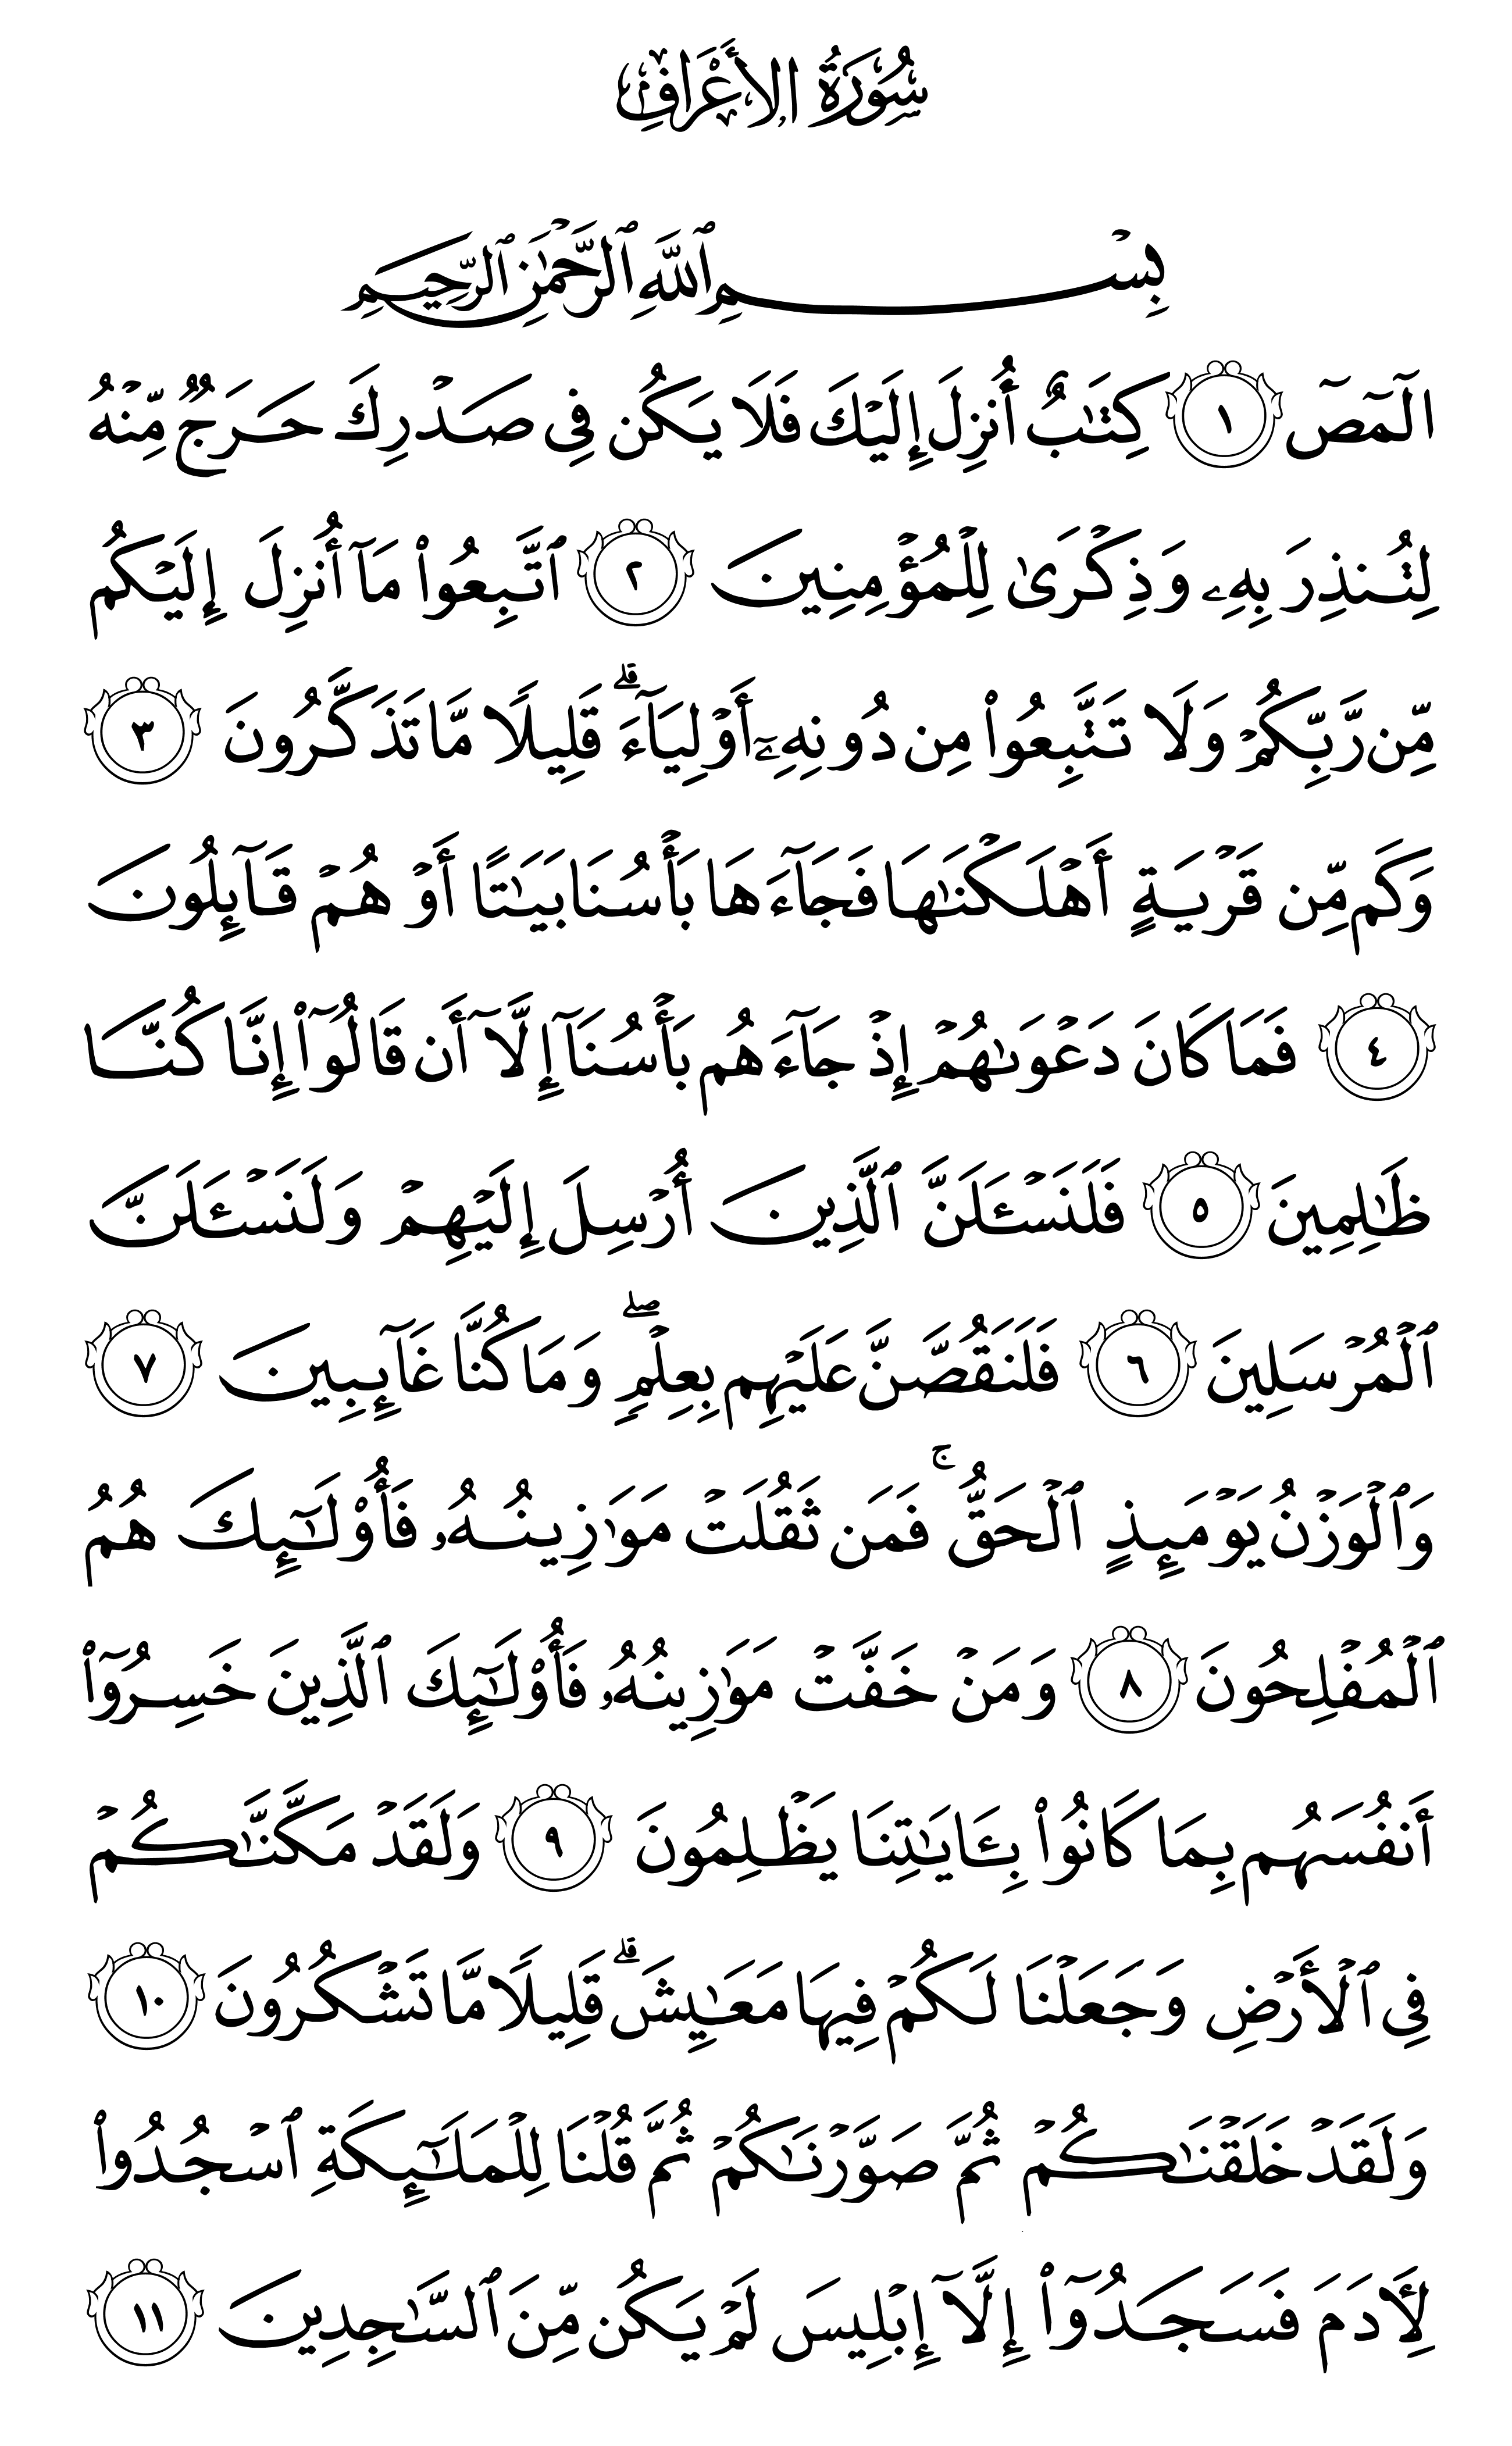 سُورَةُ الأَعْرَافِ
بِسْمِ ٱللَّهِ ٱلرَّحْمَٰنِ ٱلرَّحِيمِ
الٓمٓصٓ ١ كِتَٰبٌ أُنزِلَ إِلَيْكَ فَلَا يَكُن فِى صَدْرِكَ حَرَجٌ مِّنْهُ
لِتُنذِرَ بِهِۦ وَذِكْرَىٰ لِلْمُؤْمِنِينَ ٢ ٱتَّبِعُوا۟ مَآ أُنزِلَ إِلَيْكُم
مِّن رَّبِّكُمْ وَلَا تَتَّبِعُوا۟ مِن دُونِهِۦٓ أَوْلِيَآءَ ۗ قَلِيلًا مَّا تَذَكَّرُونَ ٣
وَكَم مِّن قَرْيَةٍ أَهْلَكْنَٰهَا فَجَآءَهَا بَأْسُنَا بَيَٰتًا أَوْ هُمْ قَآئِلُونَ
٤ فَمَا كَانَ دَعْوَىٰهُمْ إِذْ جَآءَهُم بَأْسُنَآ إِلَّآ أَن قَالُوٓا۟ إِنَّا كُنَّا
ظَٰلِمِينَ ٥ فَلَنَسْـَٔلَنَّ ٱلَّذِينَ أُرْسِلَ إِلَيْهِمْ وَلَنَسْـَٔلَنَّ
ٱلْمُرْسَلِينَ ٦ فَلَنَقُصَّنَّ عَلَيْهِم بِعِلْمٍ ۖ وَمَا كُنَّا غَآئِبِينَ ٧
وَٱلْوَزْنُ يَوْمَئِذٍ ٱلْحَقُّ ۚ فَمَن ثَقُلَتْ مَوَٰزِينُهُۥ فَأُو۟لَٰٓئِكَ هُمُ
ٱلْمُفْلِحُونَ ٨ وَمَنْ خَفَّتْ مَوَٰزِينُهُۥ فَأُو۟لَٰٓئِكَ ٱلَّذِينَ خَسِرُوٓا۟
أَنفُسَهُم بِمَا كَانُوا۟ بِـَٔايَٰتِنَا يَظْلِمُونَ ٩ وَلَقَدْ مَكَّنَّٰكُمْ
فِى ٱلْأَرْضِ وَجَعَلْنَا لَكُمْ فِيهَا مَعَٰيِشَ ۗ قَلِيلًا مَّا تَشْكُرُونَ ١٠
وَلَقَدْ خَلَقْنَٰكُمْ ثُمَّ صَوَّرْنَٰكُمْ ثُمَّ قُلْنَا لِلْمَلَٰٓئِكَةِ ٱسْجُدُوا۟
لِـَٔادَمَ فَسَجَدُوٓا۟ إِلَّآ إِبْلِيسَ لَمْ يَكُن مِّنَ ٱلسَّٰجِدِينَ ١١